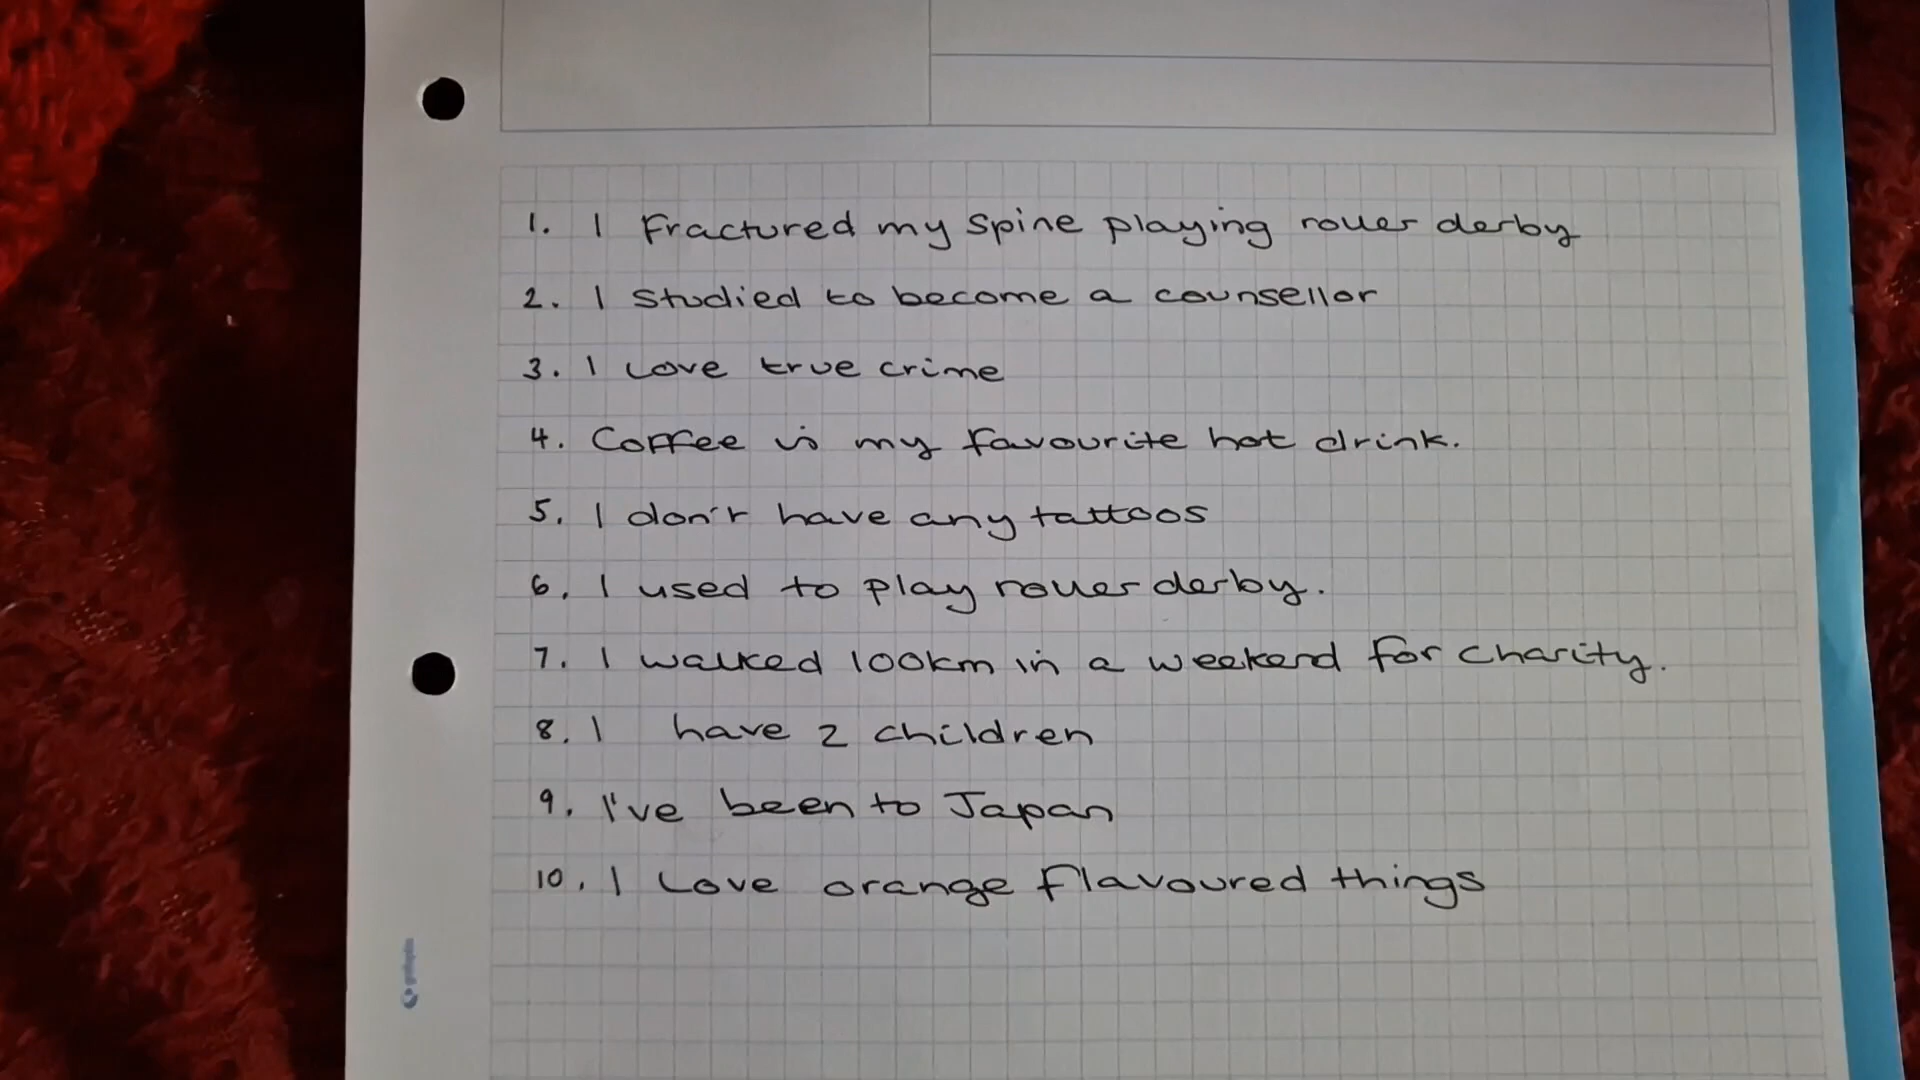 1. I Fractured my spine playing roller derby
2. I studied to become a counsellor
3. I love true crime
4. Coffee is my favourite hot drink.
5. I don't have any tattoos
6. I used to play roller derby.
7. I walked 100km in a weekend for charity.
8. I have 2 children
9. I've been to Japan
10. I love orange flavoured things